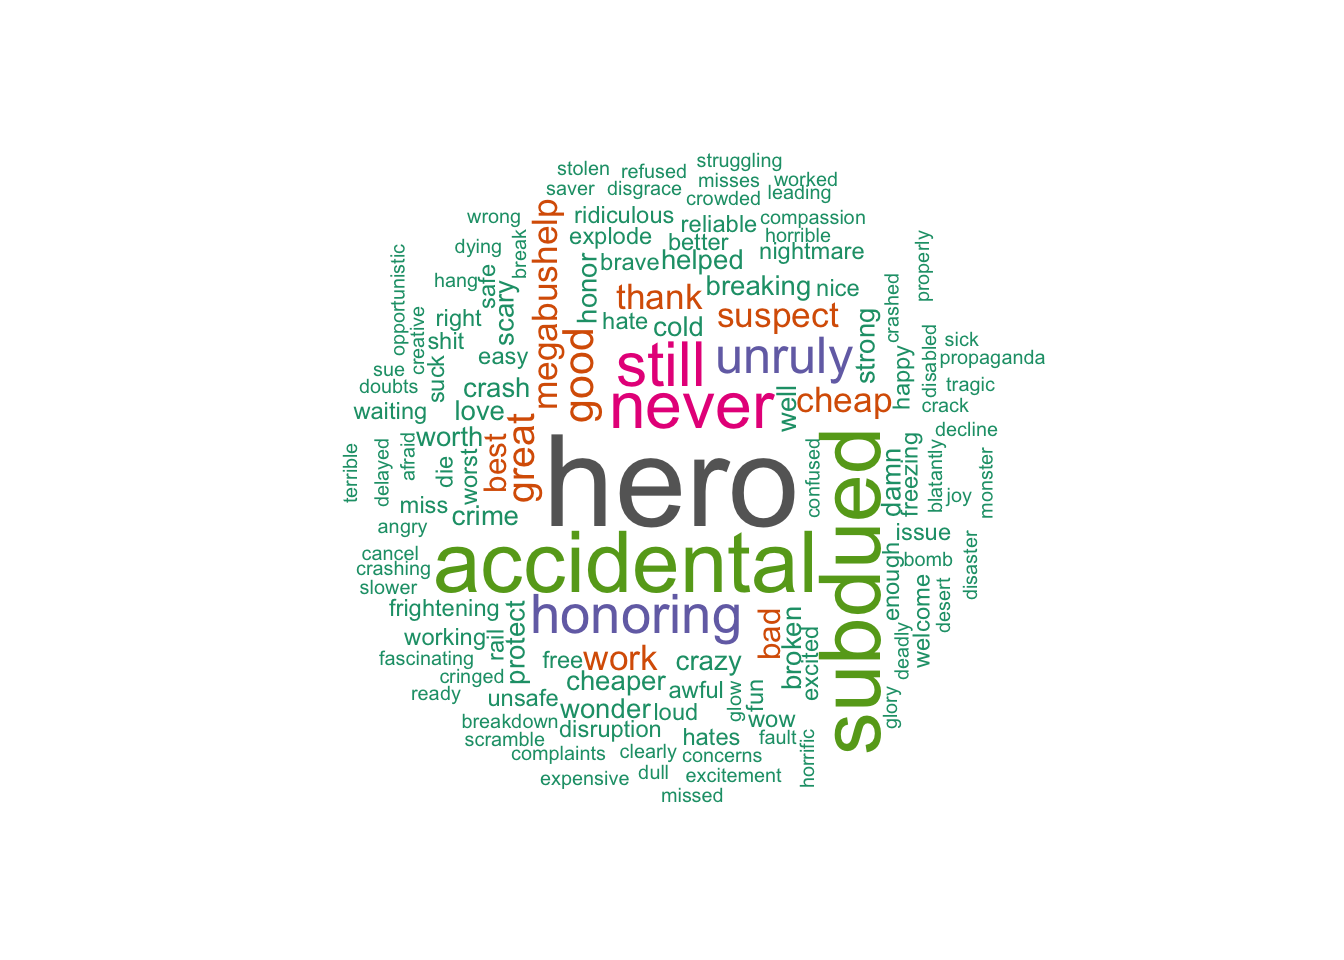 struggling
stolen
refused
misses
worked
saver
disgrace
crowded
leading
wrong
megabushelp
ridiculous
reliable
compassion
dying
break
explode
better
horrible
opportunistic
hang
safe
scary
honor
brave
helped
nightmare
properly
creative
right
thank
breaking
nice
crashed
shit
hate
cold
suspect
strong
sue
suck
easy
good
still
unruly
happy
disabled
sick
propaganda
doubts
crash
never
well
cheap
tragic
waiting
love
great
crack
terrible
delayed
afraid
worth
best
hero
confused
subdued
damn
freezing
blatantly
decline
die
worst
joy
monster
miss
crime
angry
accidental
issue
cancel
enough
bomb
disaster
crashing
slower
frightening
protect
honoring
bad
broken
welcome
desert
working
rail
excited
deadly
fascinating
free
work
crazy
cringed
cheaper
awful
glow
fun
ready
unsafe
wonder
loud
wow
glory
breakdown
disruption
hates
fault
scramble
complaints
clearly
concerns
horrific
expensive
dull
excitement
missed